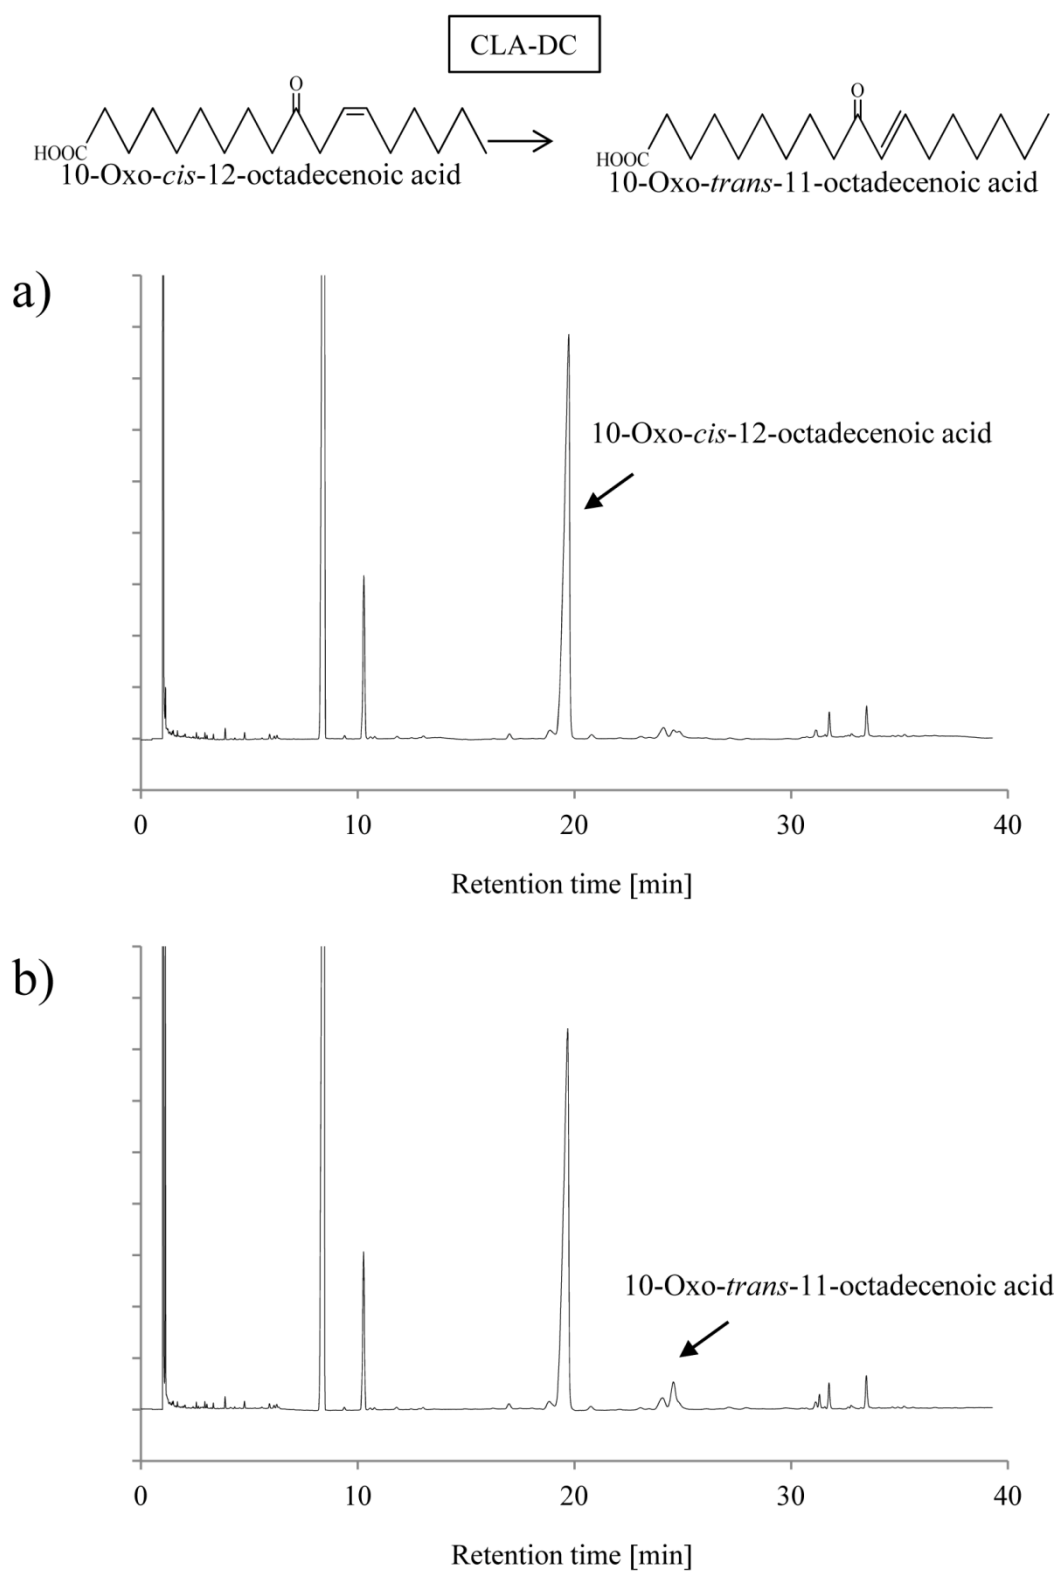 CLA-DC
O
HOOC
10-Oxo-cis-12-octadecenoic acid
O
HOOC
10-Oxo-trans-11-octadecenoic acid
a)
10-Oxo-cis-12-octadecenoic acid
0 10 20 30 40
Retention time [min]
b)
10-Oxo-trans-11-octadecenoic acid
0 10 20 30 40
Retention time [min]